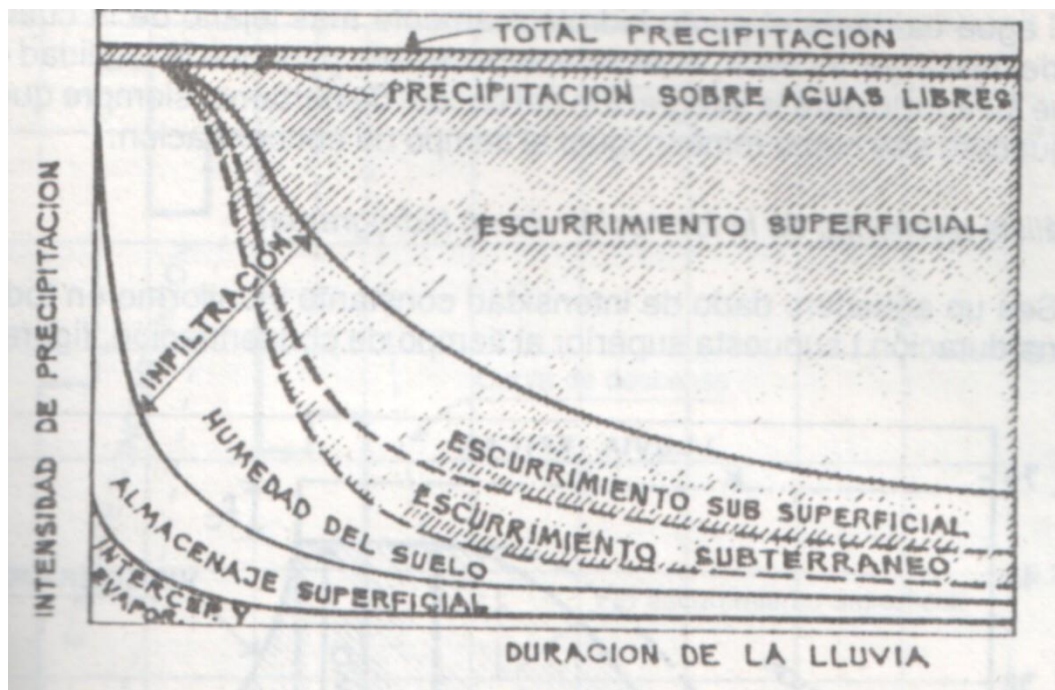 TOTAL PRECIPITACION
PRECIPITACION SOBRE AGUAS LIBRES
ESCURRIMIENTO SUPERFICIAL
INFILTRACION
INTENSIDAD DE PRECIPITACION
ESCURRIMIENTO SUB SUPERFICIAL
ESCURRIMIENTO SUBTERRANEO
HUMEDAD DEL SUELO
ALMACENAJE SUPERFICIAL
INTERCEP. Y
EVAPOR.
DURACION DE LA LLUVIA